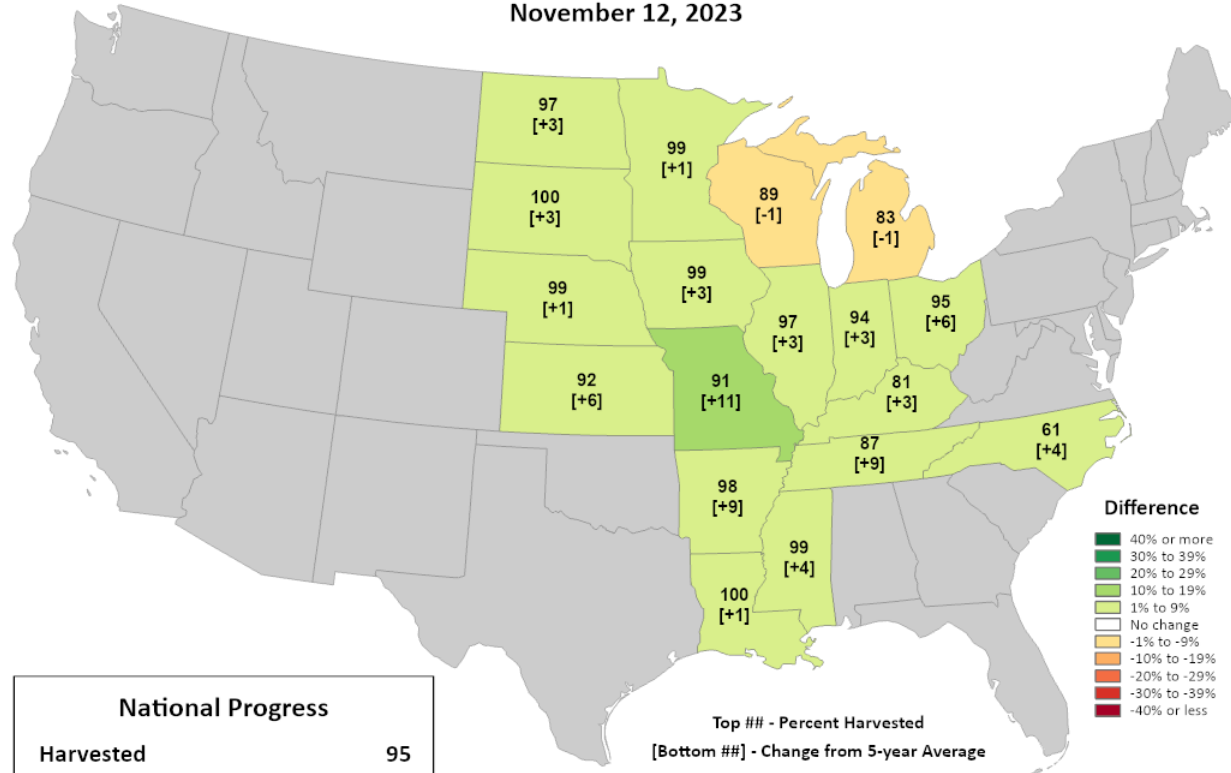 November 12, 2023
97
[+3]
99
[+1]
100
[+3]
89
[-1]
83
[-1]
99
[+1]
99
[+3]
97
[+3]
94
[+3]
95
[+6]
92
[+6]
91
[+11]
81
[+3]
87
[+9]
61
[+4]
98
[+9]
99
[+4]
100
[+1]
Difference
40% or more
30% to 39%
20% to 29%
10% to 19%
1% to 9%
No change
-1% to -9%
-10% to -19%
-20% to -29%
-30% to -39%
-40% or less
National Progress
Harvested 95
Top ## - Percent Harvested
[Bottom ##] - Change from 5-year Average